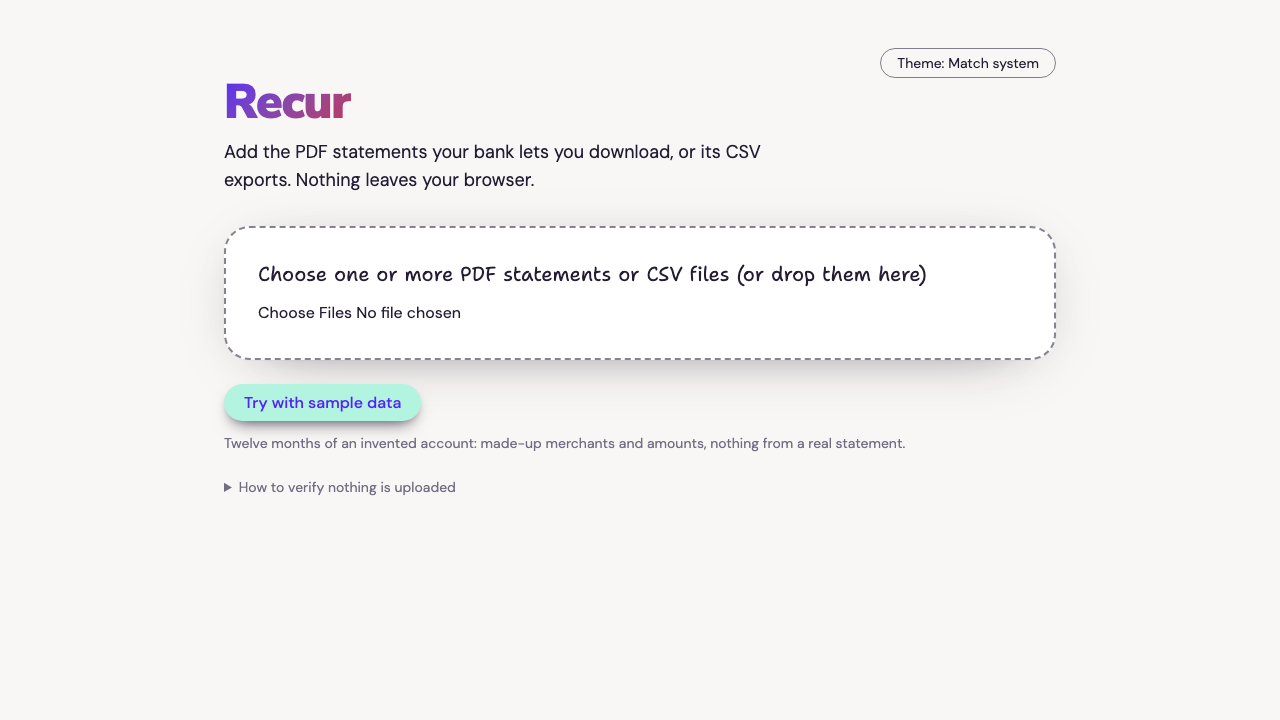 Theme: Match system
Recur
Add the PDF statements your bank lets you download, or its CSV
exports. Nothing leaves your browser.
Choose one or more PDF statements or CSV files (or drop them here)
Choose Files No file chosen
Try with sample data
Twelve months of an invented account: made-up merchants and amounts, nothing from a real statement.
How to verify nothing is uploaded